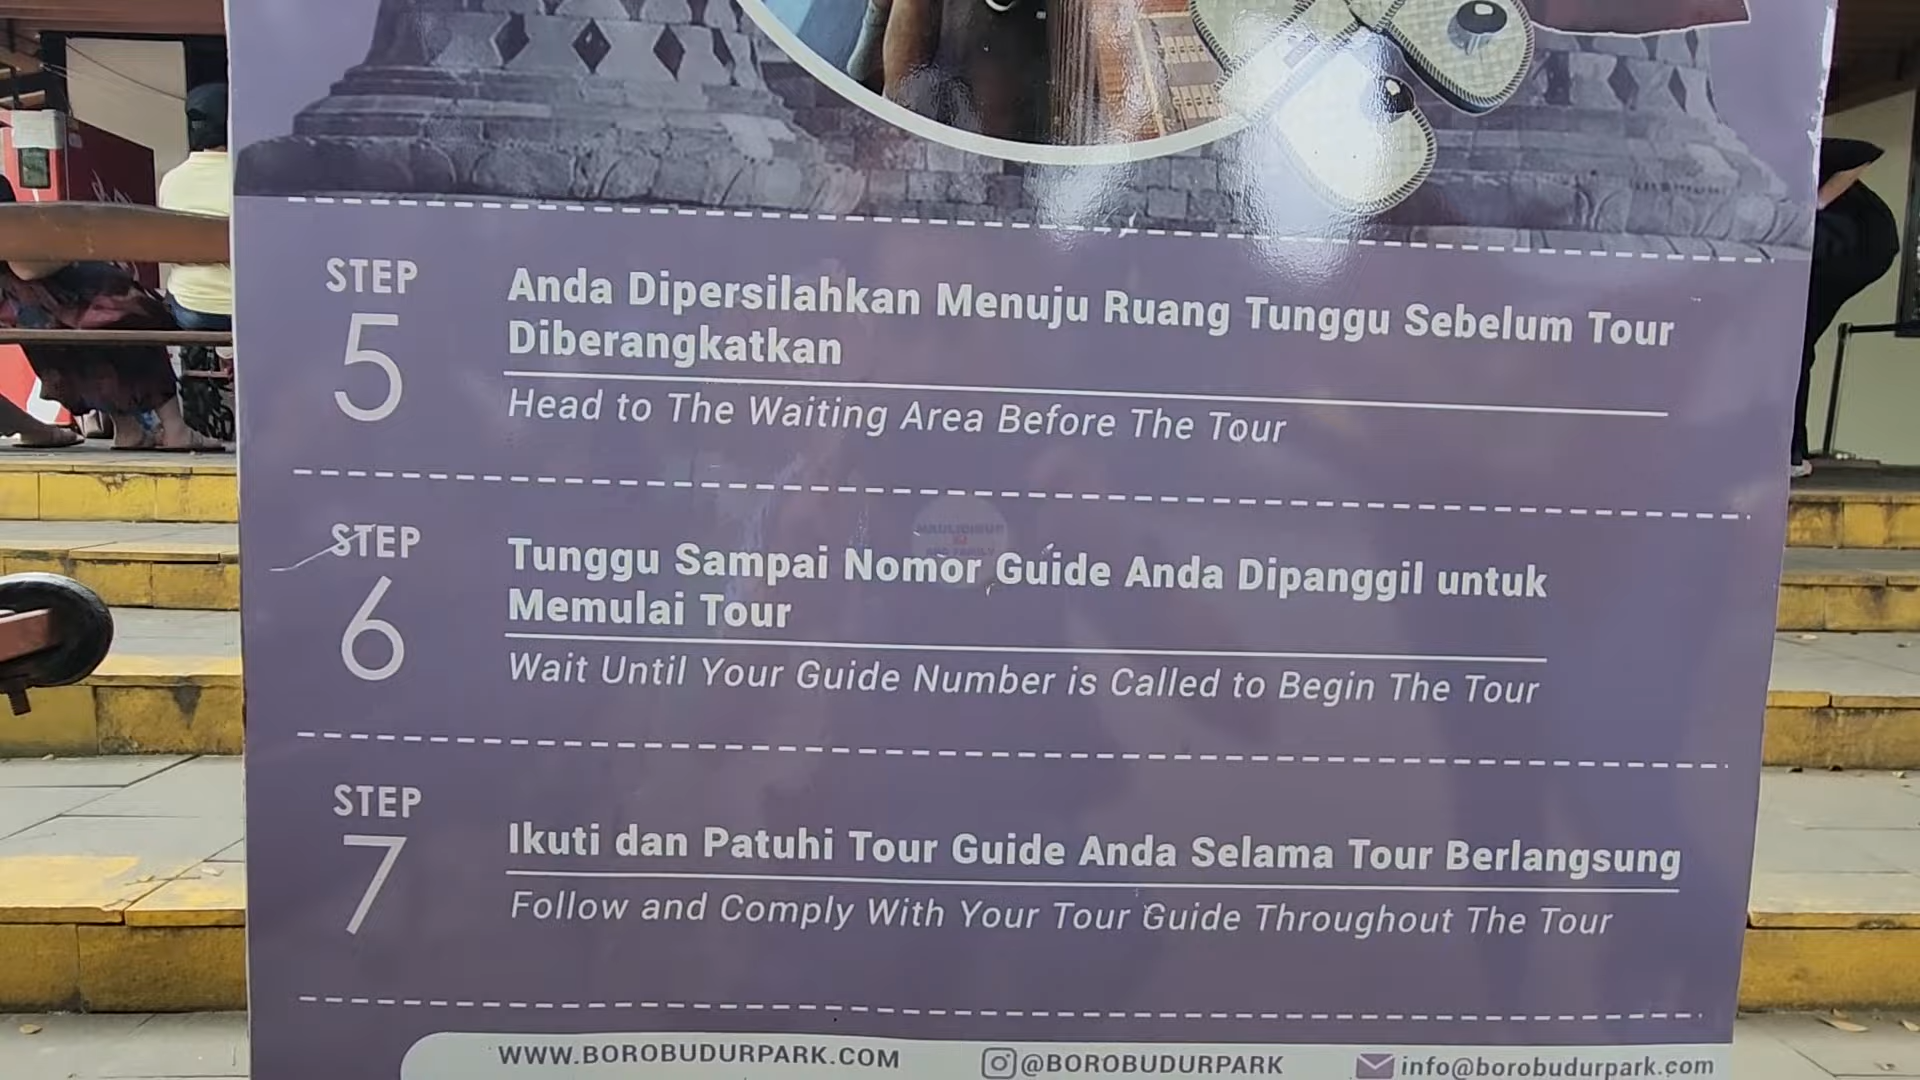 STEP
5
Anda Dipersilahkan Menuju Ruang Tunggu Sebelum Tour
Diberangkatkan
Head to The Waiting Area Before The Tour
STEP
6
Tunggu Sampai Nomor Guide Anda Dipanggil untuk
Memulai Tour
Wait Until Your Guide Number is Called to Begin The Tour
STEP
7
Ikuti dan Patuhi Tour Guide Anda Selama Tour Berlangsung
Follow and Comply With Your Tour Guide Throughout The Tour
WWW.BOROBUDURPARK.COM @BOROBUDURPARK info@borobudurpark.com